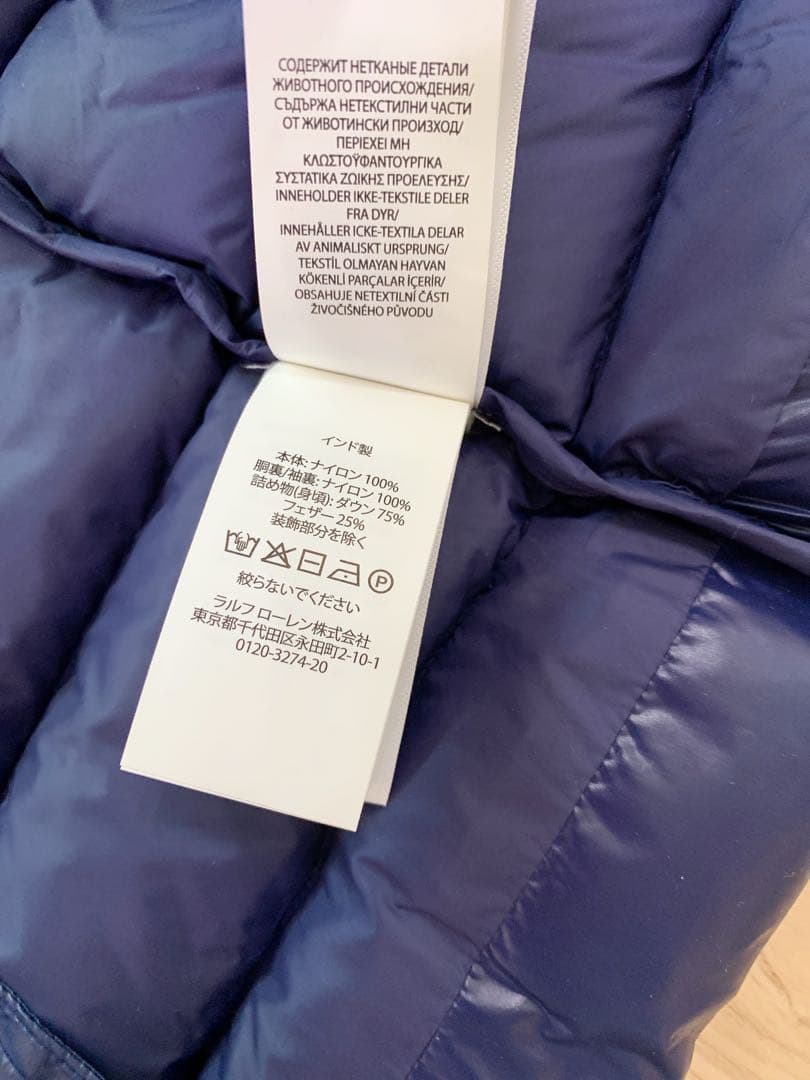 СОДЕРЖИТ НЕТКАНЫЕ ДЕТАЛИ
ЖИВОТНОГО ПРОИСХОЖДЕНИЯ/
СЪДЪРЖА НЕТЕКСТИЛНИ ЧАСТИ
ОТ ЖИВОТИНСКИ ПРОИЗХОД/
ΠΕΡΙΕΧΕΙ ΜΗ
ΚΛΩΣΤΟΫΦΑΝΤΟΥΡΓΙΚΑ
ΣΥΣΤΑΤΙΚΑ ΖΩΙΚΗΣ ΠΡΟΕΛΕΥΣΗΣ/
INNEHOLDER IKKE-TEKSTILE DELER
FRA DYR/
INNEHÅLLER ICKE-TEXTILA DELAR
AV ANIMALISKT URSPRUNG/
TEKSTİL OLMAYAN HAYVAN
KÖKENLİ PARÇALAR İÇERİR/
OBSAHUJE NETEXTILNÍ ČÁSTI
ŽIVOČIŠNÉHO PŮVODU
インド製
本体: ナイロン 100%
胴裏/袖裏: ナイロン 100%
詰め物(身頃): ダウン 75%
フェザー 25%
装飾部分を除く
P
絞らないでください
ラルフ ローレン株式会社
東京都千代田区永田町2-10-1
0120-3274-20